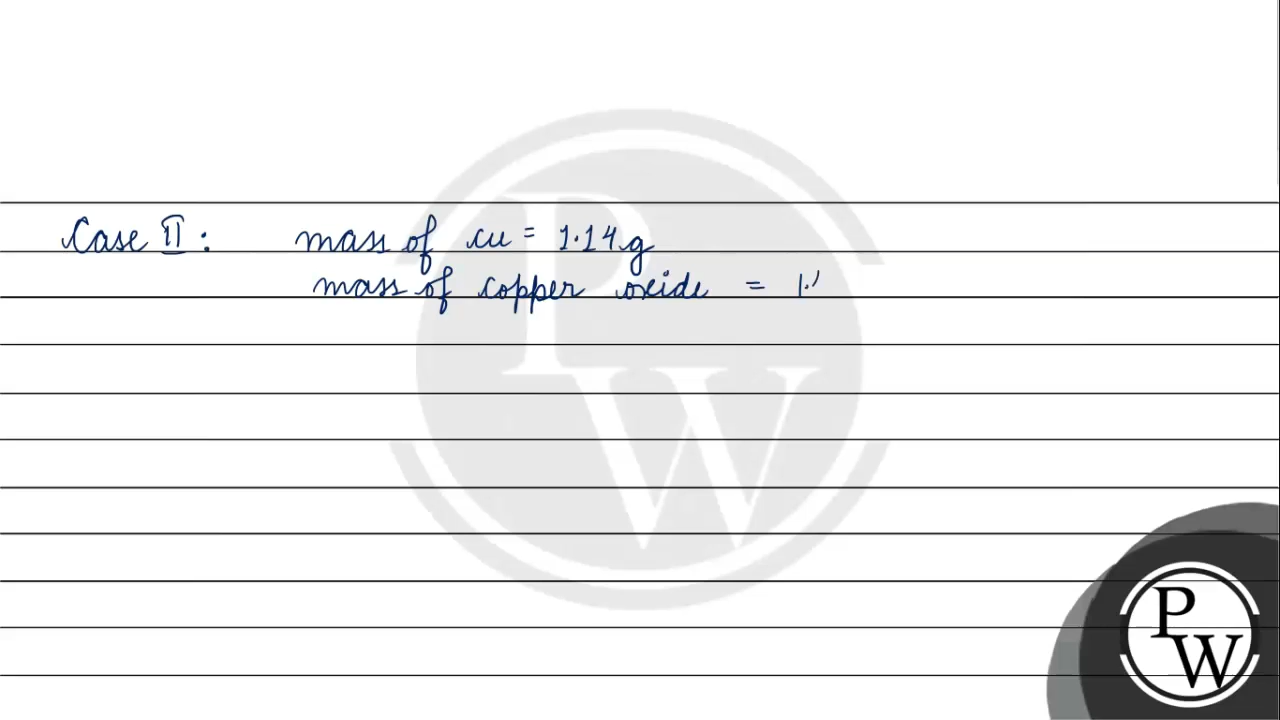 Case II : mass of cu = 1.14 g
mass of copper oxide = 1.
P
W
P
W